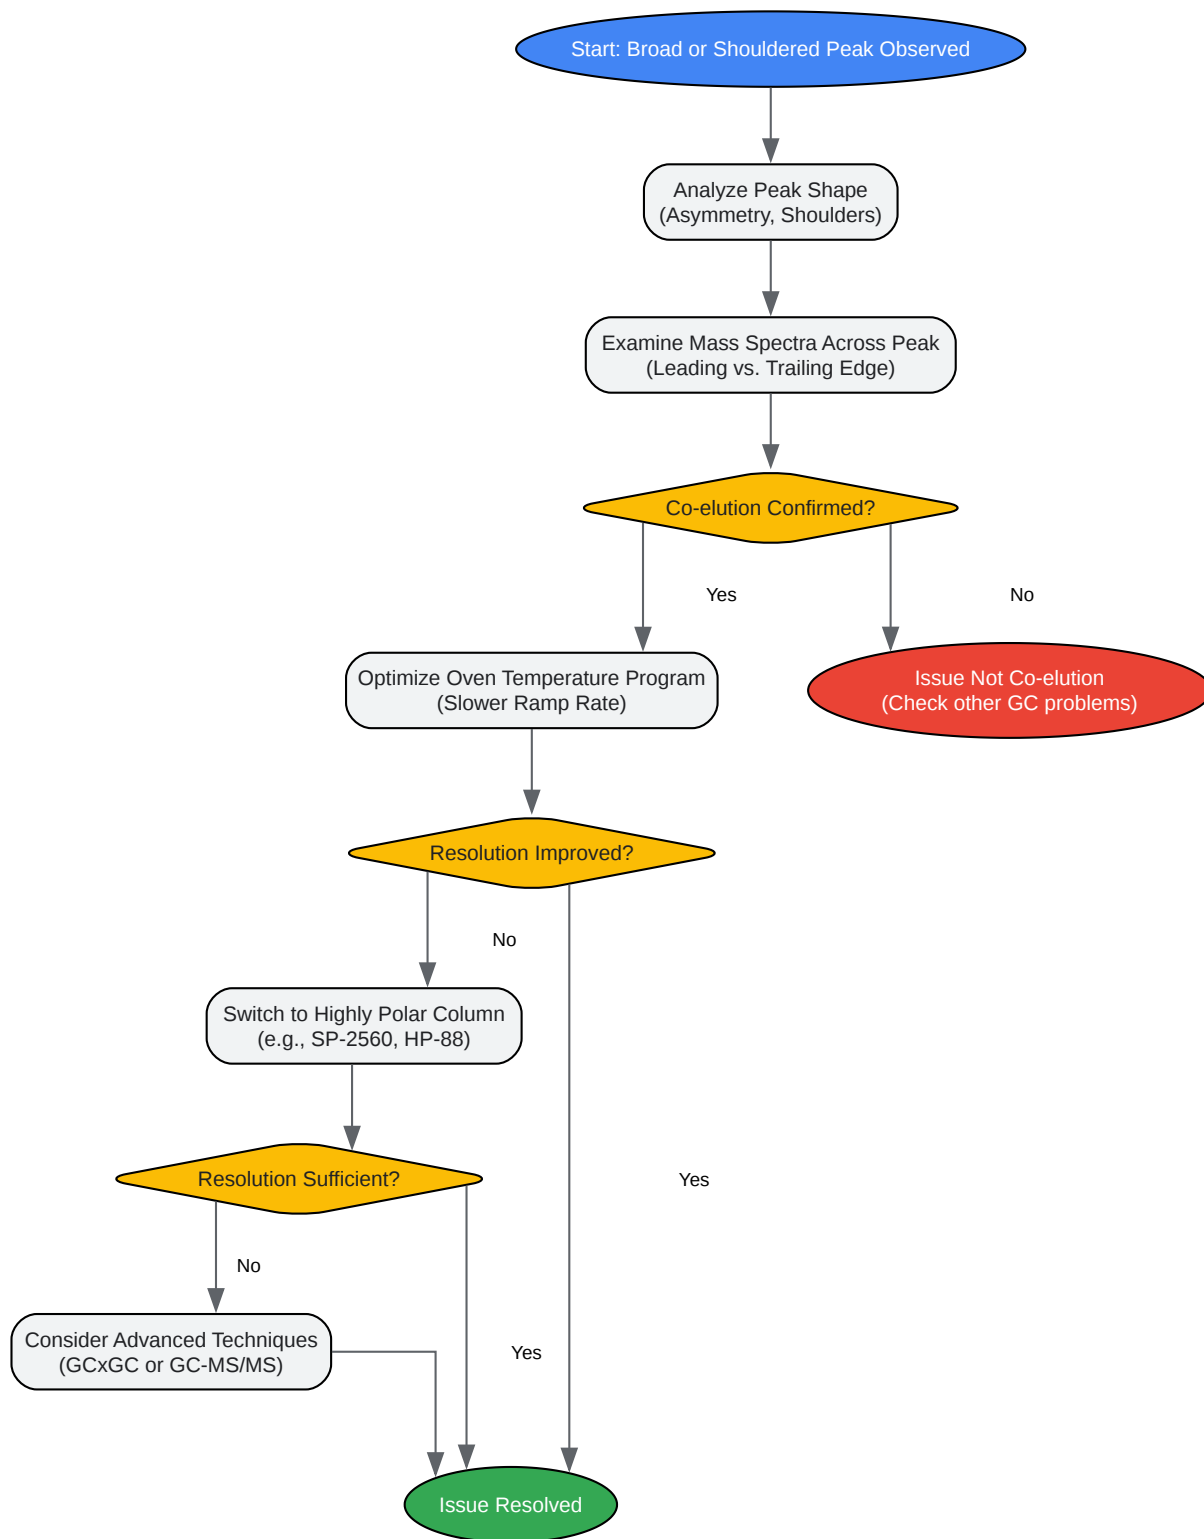 Start: Broad or Shouldered Peak Observed
Analyze Peak Shape
(Asymmetry, Shoulders)
Examine Mass Spectra Across Peak
(Leading vs. Trailing Edge)
Co-elution Confirmed?
Yes
No
Optimize Oven Temperature Program
(Slower Ramp Rate)
Issue Not Co-elution
(Check other GC problems)
Resolution Improved?
No
Switch to Highly Polar Column
(e.g., SP-2560, HP-88)
Resolution Sufficient?
Yes
No
Consider Advanced Techniques
(GCxGC or GC-MS/MS)
Yes
Issue Resolved